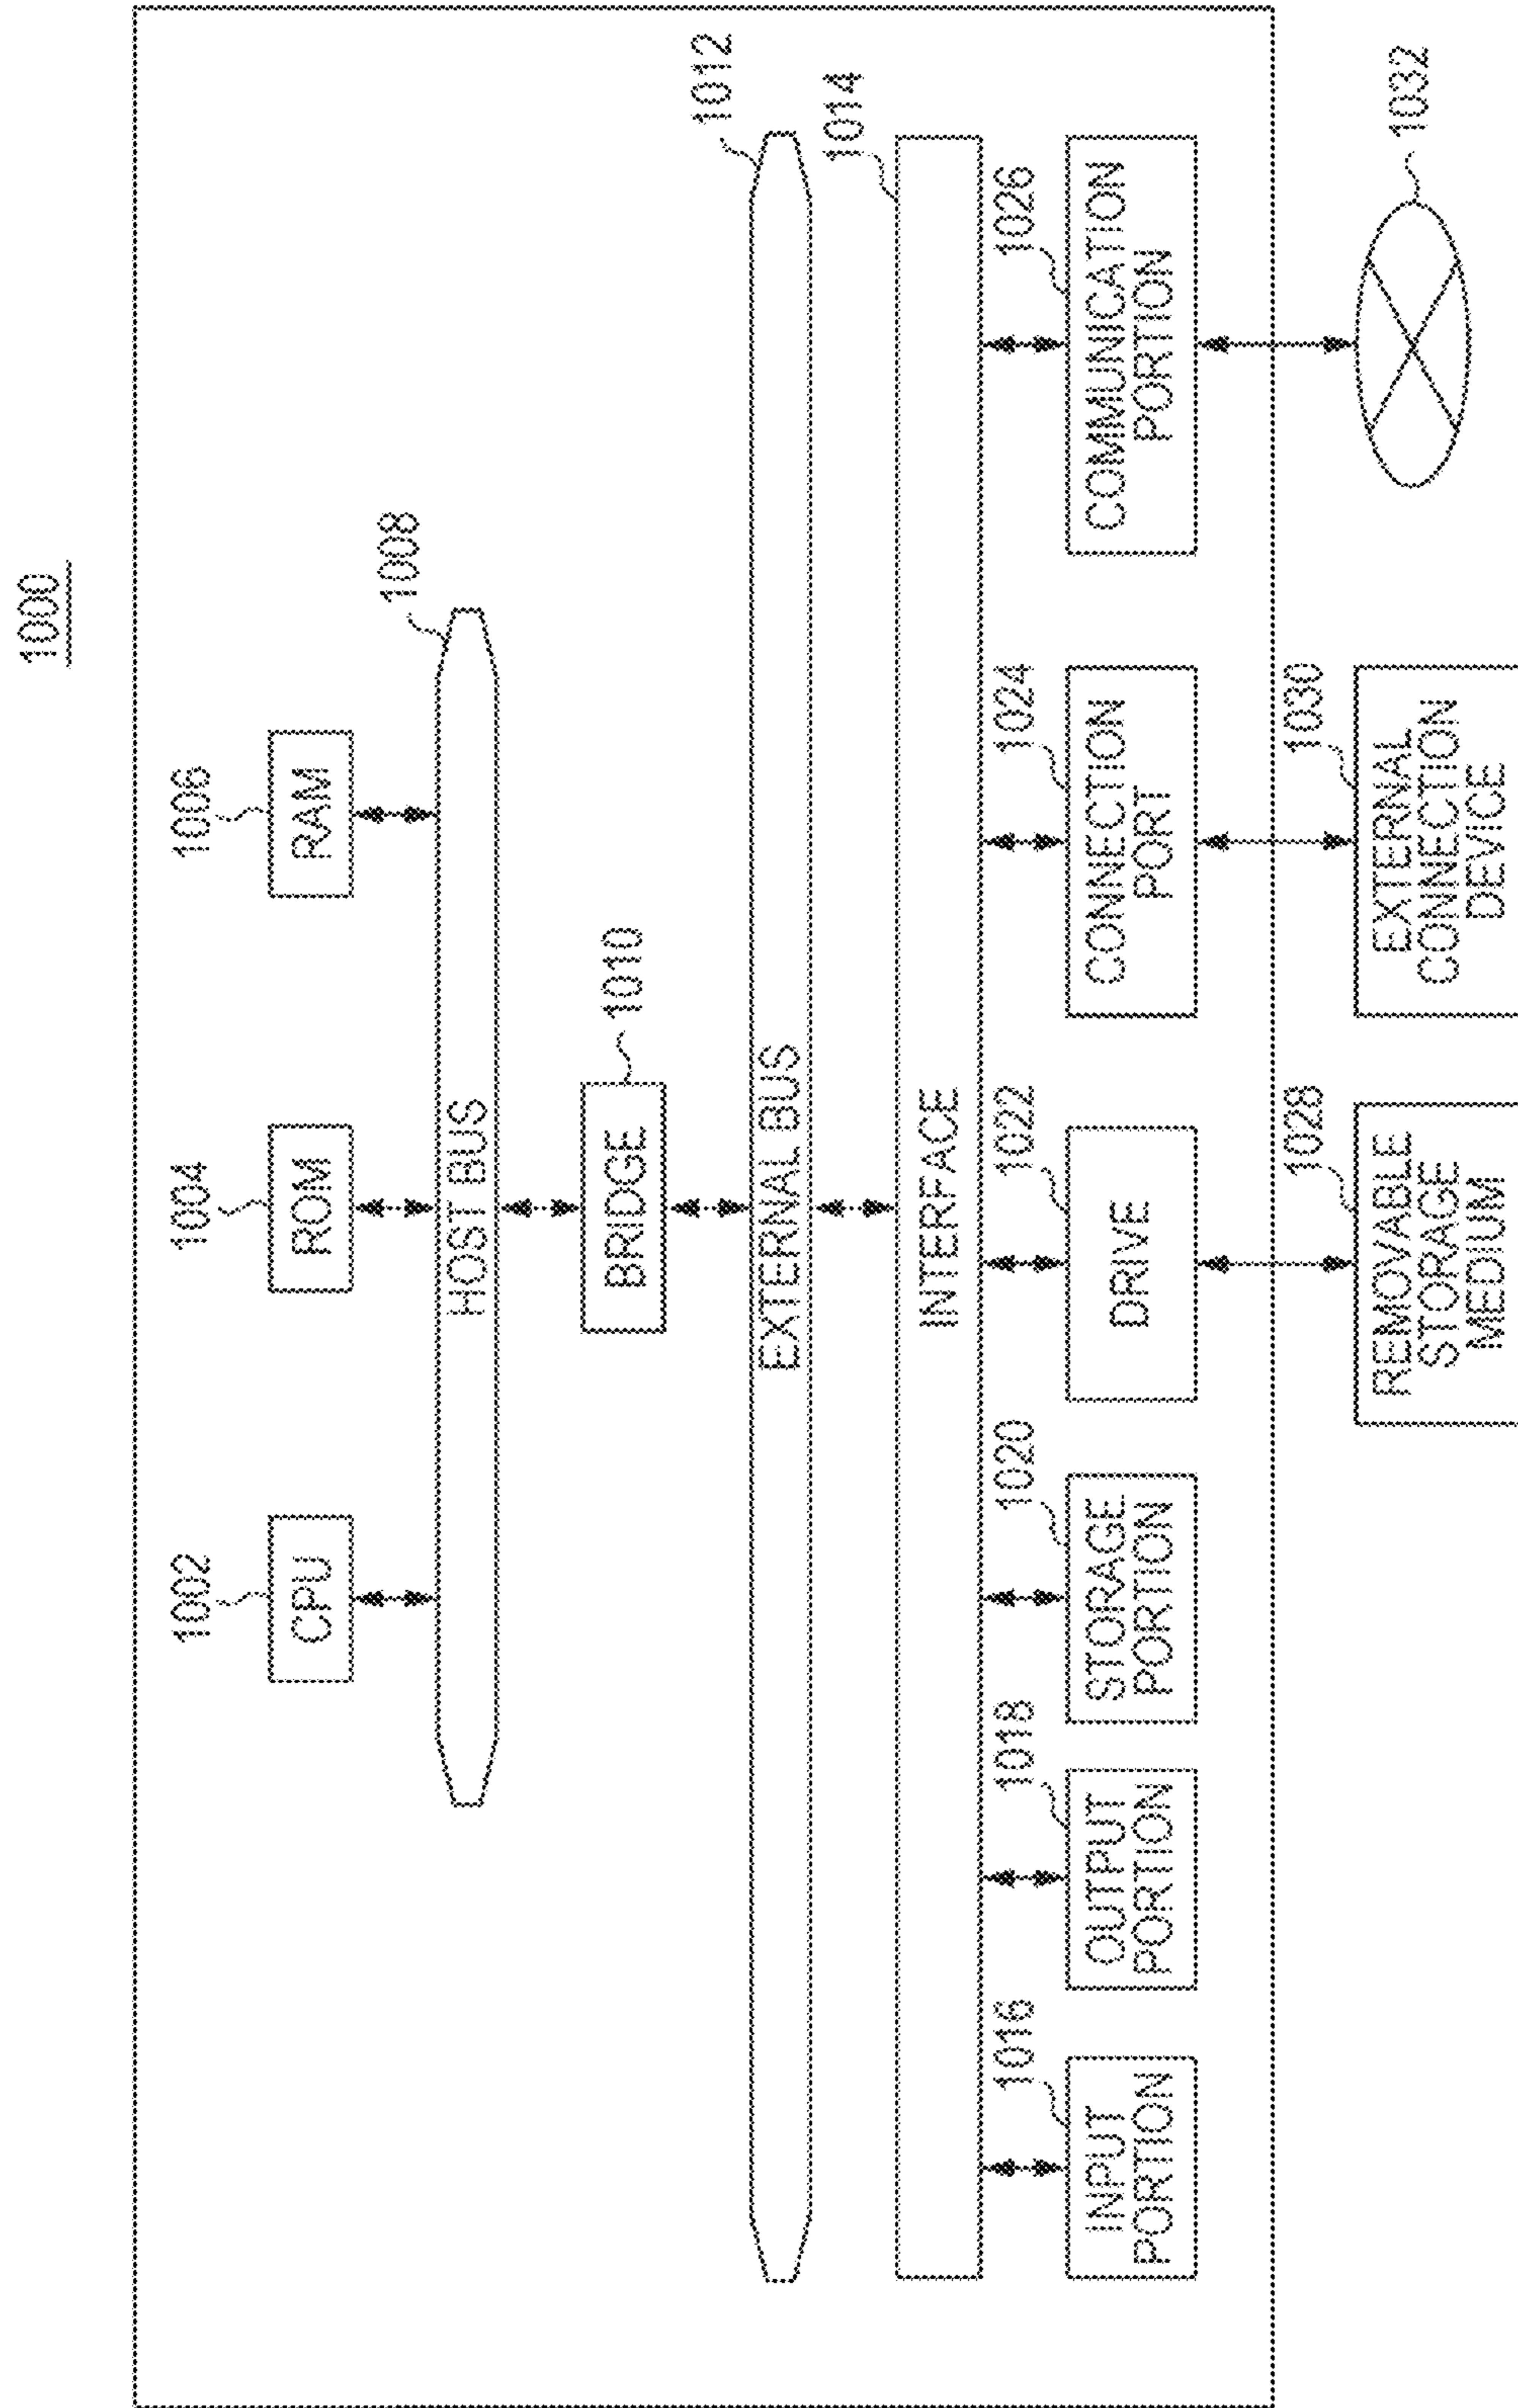 1000
1002
CPU
1004
ROM
1006
RAM
1008
HOST BUS
1010
BRIDGE
1012
EXTERNAL BUS
1014
INTERFACE
1016
INPUT
PORTION
1018
OUTPUT
PORTION
1020
STORAGE
PORTION
1022
DRIVE
1024
CONNECTION
PORT
1026
COMMUNICATION
PORTION
1028
REMOVABLE
STORAGE
MEDIUM
1030
EXTERNAL
CONNECTION
DEVICE
1032